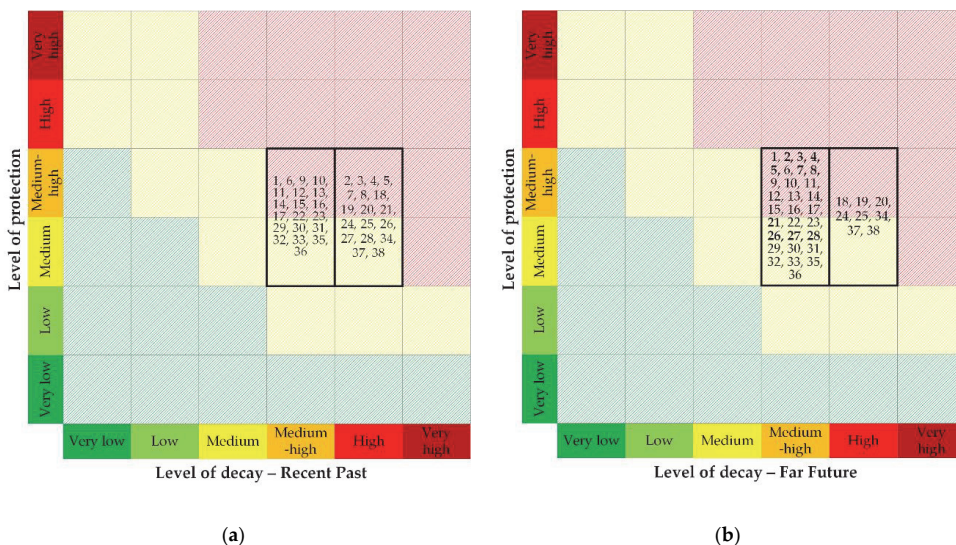 Level of protection
Very high
High
Medium-high
Medium
Low
Very low
1, 6, 9, 10,
11, 12, 13,
14, 15, 16,
17, 22, 23,
29, 30, 31,
32, 33, 35,
36
2, 3, 4, 5,
7, 8, 18,
19, 20, 21,
24, 25, 26,
27, 28, 34,
37, 38
Very low
Low
Medium
Medium
-high
High
Very
high
Level of decay – Recent Past
(a)
Level of protection
Very high
High
Medium-high
Medium
Low
Very low
1, 2, 3, 4,
5, 6, 7, 8,
9, 10, 11,
12, 13, 14,
15, 16, 17,
21, 22, 23,
26, 27, 28,
29, 30, 31,
32, 33, 35,
36
18, 19, 20,
24, 25, 34,
37, 38
Very low
Low
Medium
Medium
-high
High
Very
high
Level of decay – Far Future
(b)